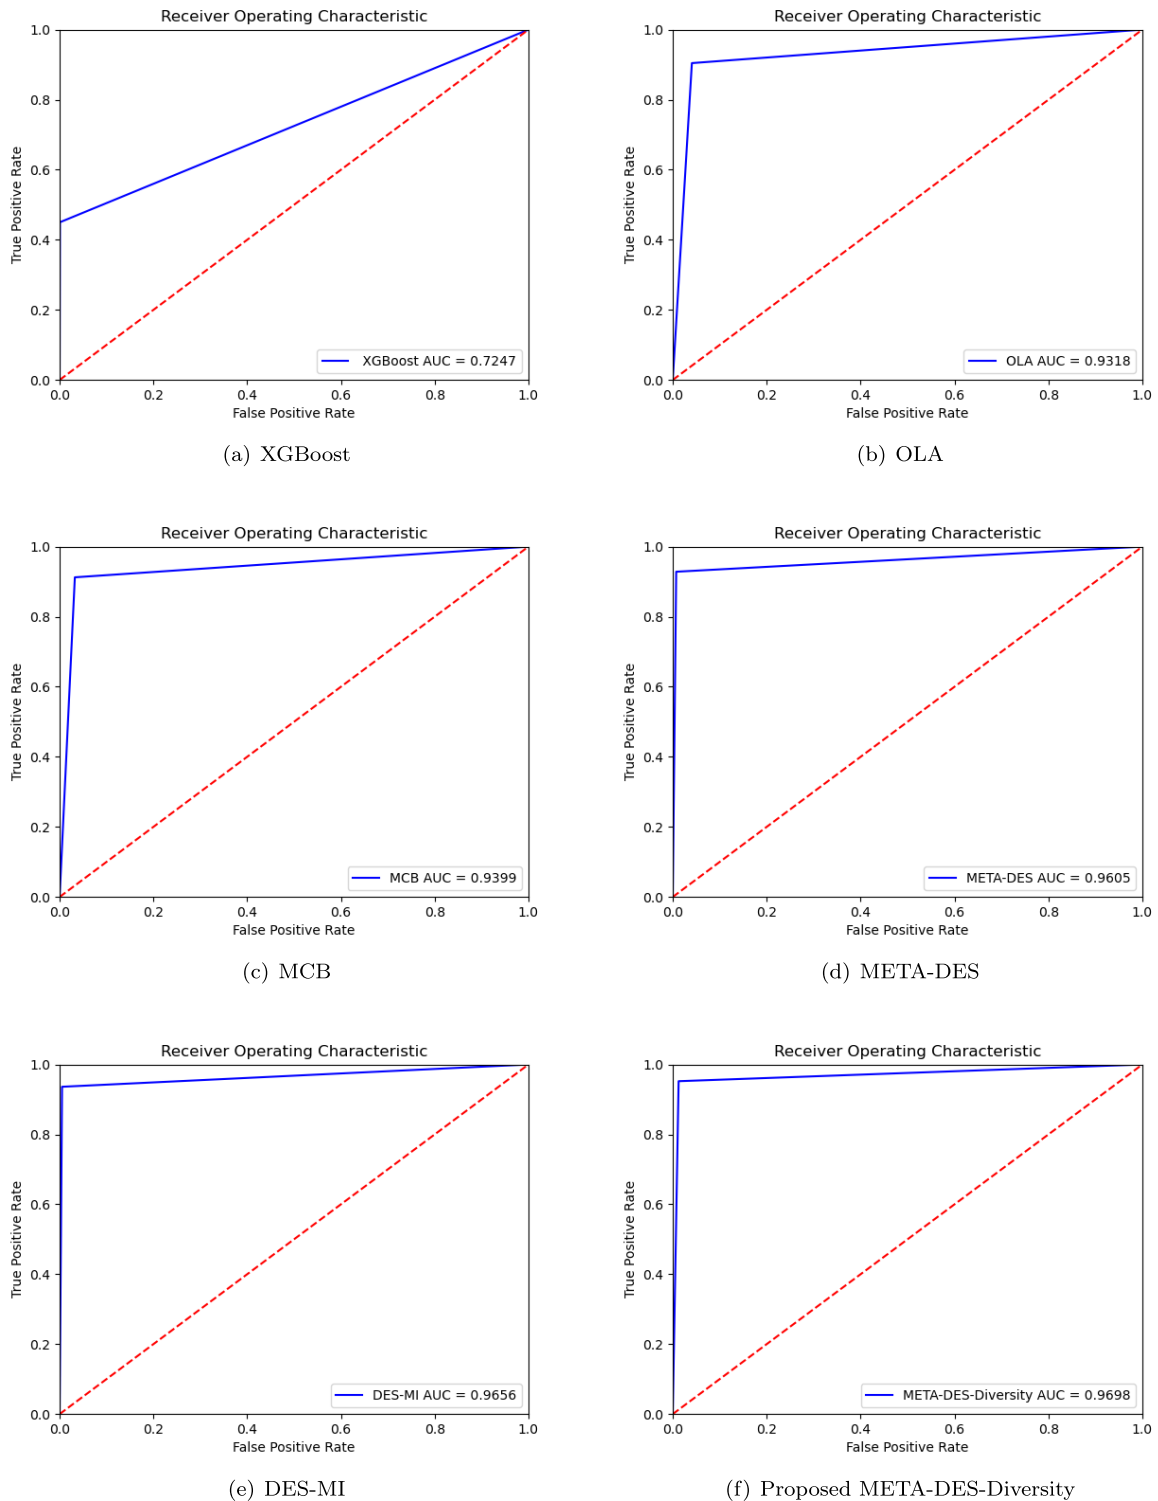 Receiver Operating Characteristic
1.0
0.8
0.6
0.4
0.2
0.0
True Positive Rate
XGBoost AUC = 0.7247
0.0 0.2 0.4 0.6 0.8 1.0
False Positive Rate
(a) XGBoost
Receiver Operating Characteristic
1.0
0.8
0.6
0.4
0.2
0.0
True Positive Rate
OLA AUC = 0.9318
0.0 0.2 0.4 0.6 0.8 1.0
False Positive Rate
(b) OLA
Receiver Operating Characteristic
1.0
0.8
0.6
0.4
0.2
0.0
True Positive Rate
MCB AUC = 0.9399
0.0 0.2 0.4 0.6 0.8 1.0
False Positive Rate
(c) MCB
Receiver Operating Characteristic
1.0
0.8
0.6
0.4
0.2
0.0
True Positive Rate
META-DES AUC = 0.9605
0.0 0.2 0.4 0.6 0.8 1.0
False Positive Rate
(d) META-DES
Receiver Operating Characteristic
1.0
0.8
0.6
0.4
0.2
0.0
True Positive Rate
DES-MI AUC = 0.9656
0.0 0.2 0.4 0.6 0.8 1.0
False Positive Rate
(e) DES-MI
Receiver Operating Characteristic
1.0
0.8
0.6
0.4
0.2
0.0
True Positive Rate
META-DES-Diversity AUC = 0.9698
0.0 0.2 0.4 0.6 0.8 1.0
False Positive Rate
(f) Proposed META-DES-Diversity